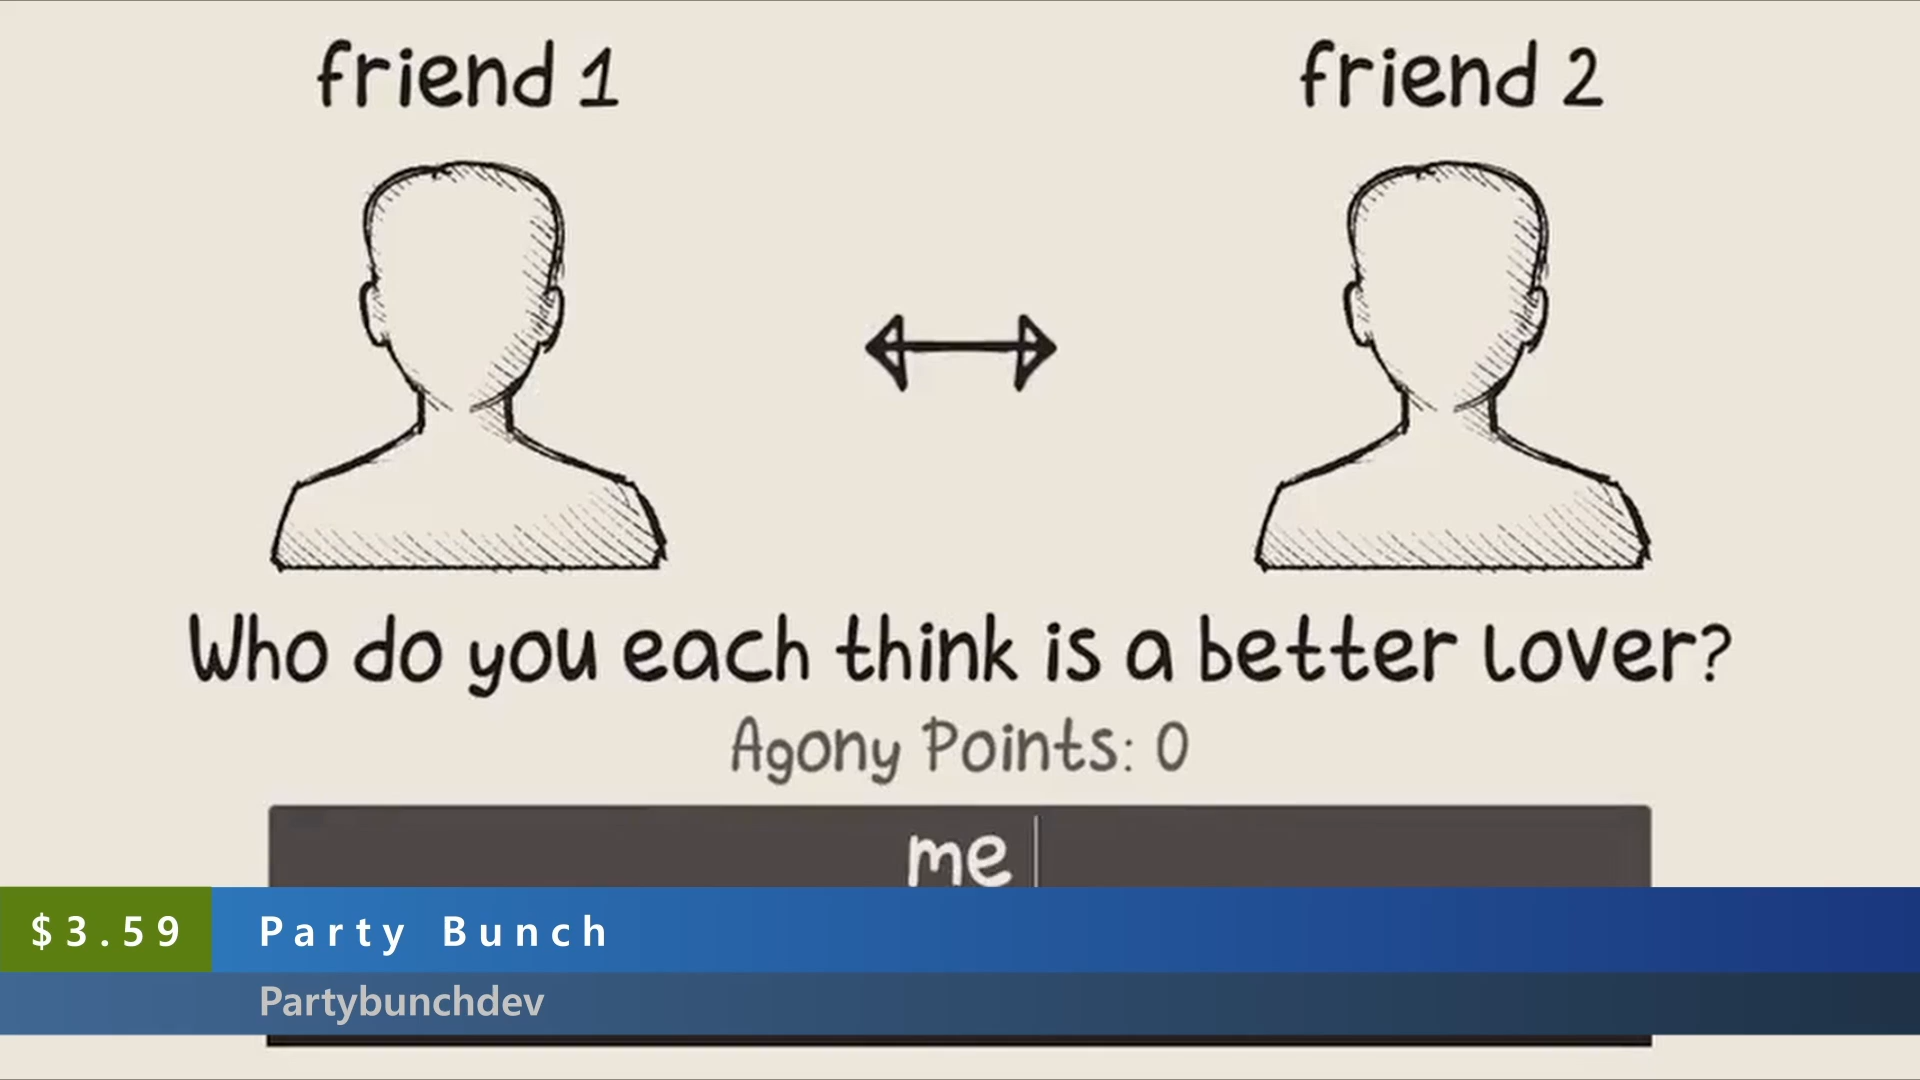 friend 1
friend 2
Who do you each think is a better lover?
Agony Points: 0
me
$3.59
Party Bunch
Partybunchdev